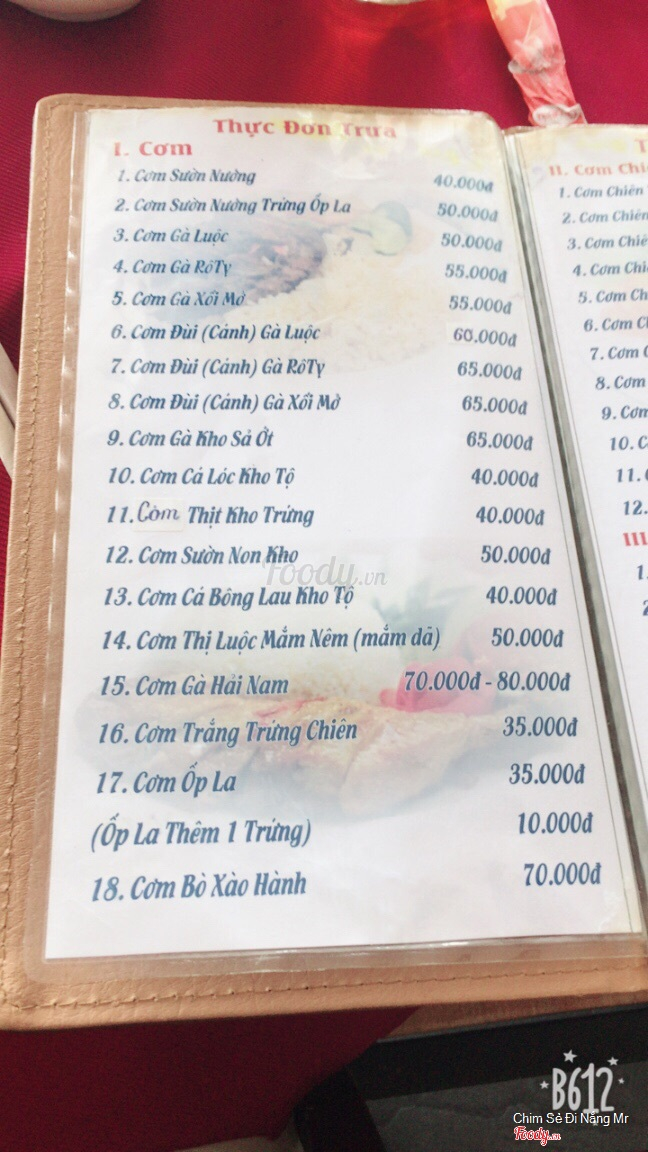 Thực Đơn Trưa
I. Cơm
1. Cơm Sườn Nướng 40.000đ
2. Cơm Sườn Nướng Trứng Ốp La 50.000đ
3. Cơm Gà Luộc 50.000đ
4. Cơm Gà RôTy 55.000đ
5. Cơm Gà Xối Mở 55.000đ
6. Cơm Đùi (Cánh) Gà Luộc 60.000đ
7. Cơm Đùi (Cánh) Gà RôTy 65.000đ
8. Cơm Đùi (Cánh) Gà Xối Mở 65.000đ
9. Cơm Gà Kho Sả Ớt 65.000đ
10. Cơm Cá Lóc Kho Tộ 40.000đ
11. Cơm Thịt Kho Trứng 40.000đ
12. Cơm Sườn Non Kho 50.000đ
13. Cơm Cá Bông Lau Kho Tộ 40.000đ
14. Cơm Thị Luộc Mắm Nêm (mắm dã) 50.000đ
15. Cơm Gà Hải Nam 70.000đ - 80.000đ
16. Cơm Trắng Trứng Chiên 35.000đ
17. Cơm Ốp La 35.000đ
(Ốp La Thêm 1 Trứng) 10.000đ
18. Cơm Bò Xào Hành 70.000đ
II. Cơm
1. Cơm Chiên
2. Cơm Chiên
3. Cơm
4. Cơm
5. Cơm
6. Cơm
7. Cơm
8. Cơm
9. Cơm
10.
11.
12.
III
1.
Foody.vn
B612
Chim Sẻ Đi Nắng Mr
Foody.vn